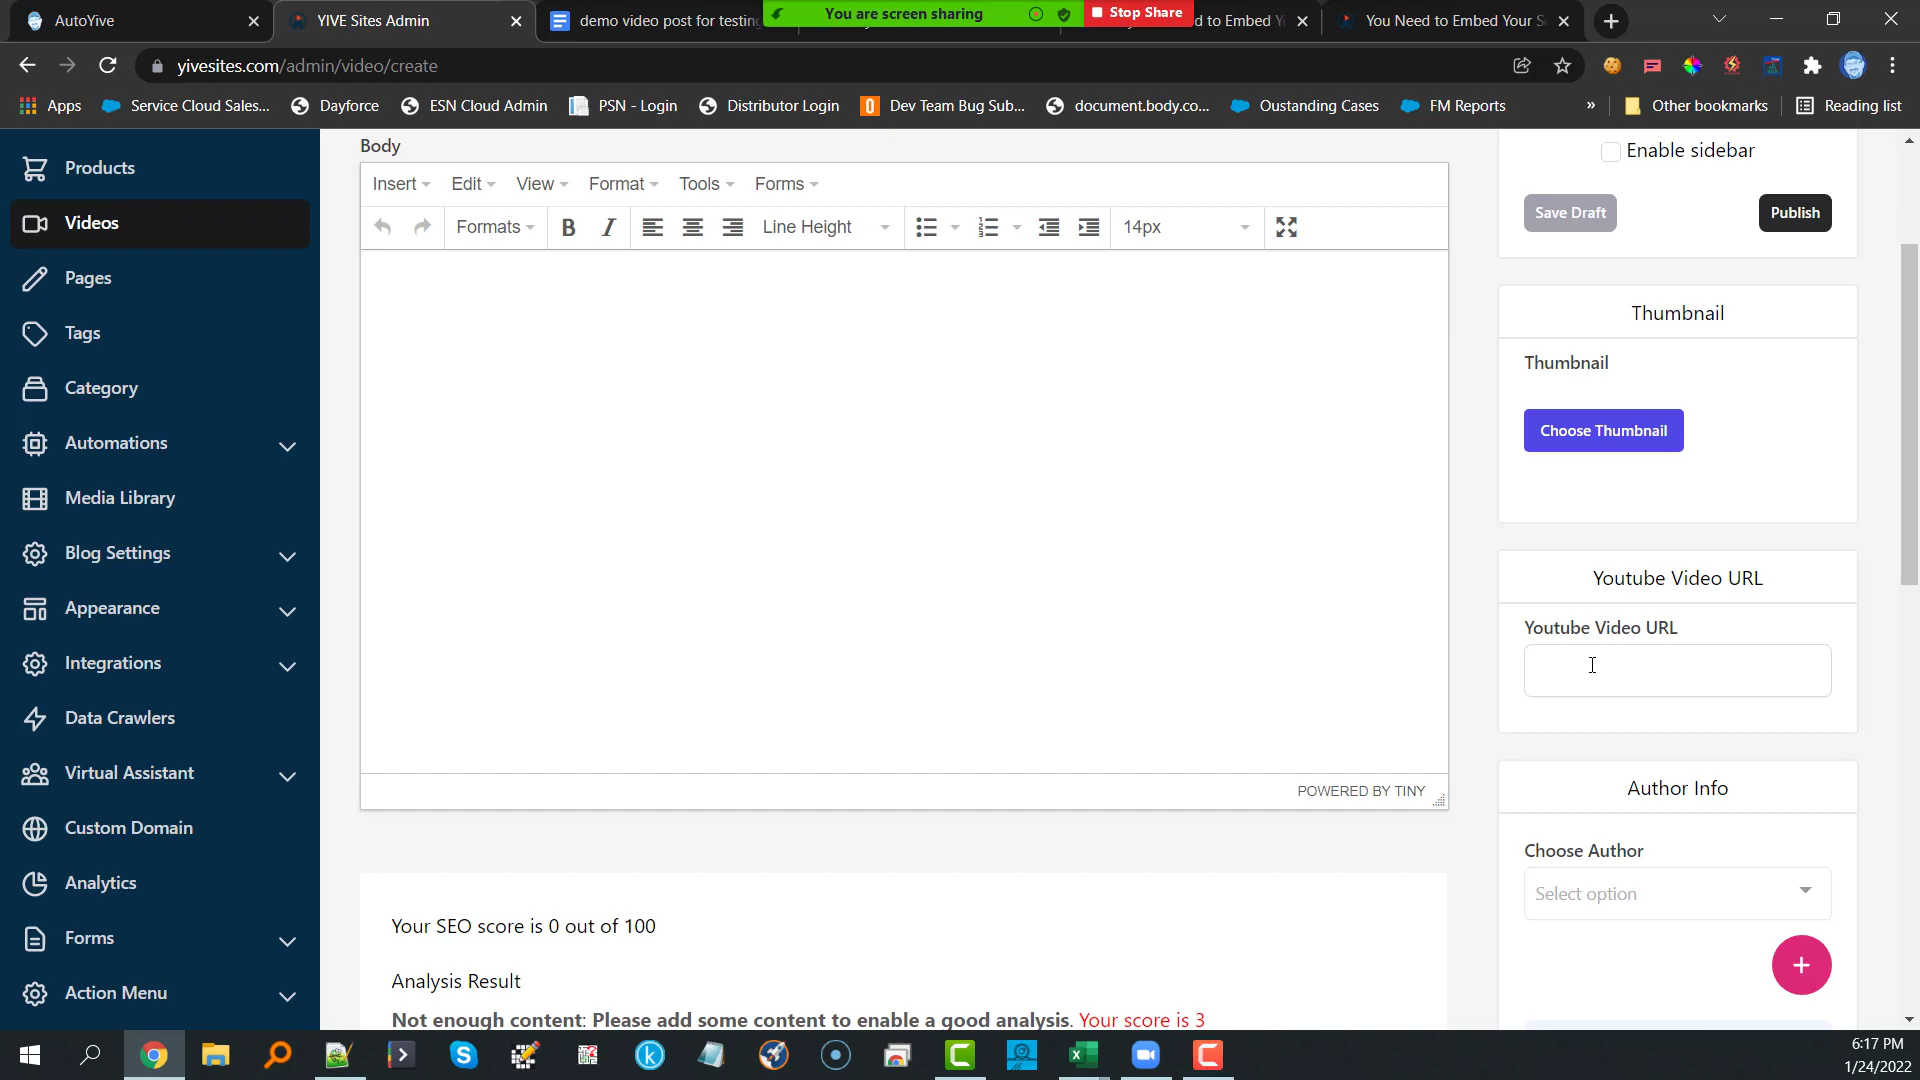 AutoYive
YIVE Sites Admin
demo video post for testing
You are screen sharing
Stop Share
d to Embed Y
You Need to Embed Your S
yivesites.com/admin/video/create
Apps
Service Cloud Sales...
Dayforce
ESN Cloud Admin
PSN - Login
Distributor Login
Dev Team Bug Sub...
document.body.co...
Oustanding Cases
FM Reports
»
Other bookmarks
Reading list
Products
Videos
Pages
Tags
Category
Automations
Media Library
Blog Settings
Appearance
Integrations
Data Crawlers
Virtual Assistant
Custom Domain
Analytics
Forms
Action Menu
Body
Insert
Edit
View
Format
Tools
Forms
Formats
B
I
Line Height
14px
POWERED BY TINY
Your SEO score is 0 out of 100
Analysis Result
Not enough content: Please add some content to enable a good analysis. Your score is 3
Enable sidebar
Save Draft
Publish
Thumbnail
Thumbnail
Choose Thumbnail
Youtube Video URL
Youtube Video URL
Author Info
Choose Author
Select option
6:17 PM
1/24/2022